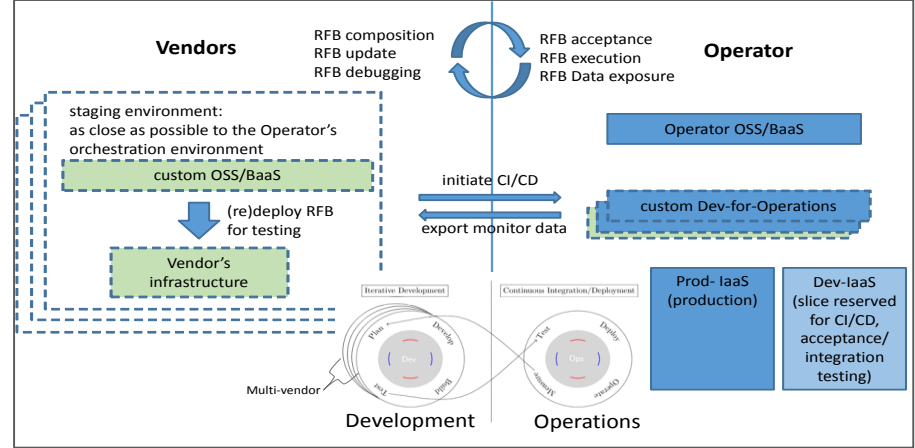 Vendors
RFB composition
RFB update
RFB debugging
RFB acceptance
RFB execution
RFB Data exposure
Operator
staging environment:
as close as possible to the Operator's
orchestration environment
custom OSS/BaaS
(re)deploy RFB
for testing
Vendor's
infrastructure
initiate CI/CD
export monitor data
Operator OSS/BaaS
custom Dev-for-Operations
Prod- IaaS
(production)
Dev-IaaS
(slice reserved
for CI/CD,
acceptance/
integration
testing)
Iterative Development
Continuous Integration/Deployment
Plan
Develop
Dev
Test
Build
Test
Deploy
Ops
Measure
Operate
Multi-vendor
Development
Operations